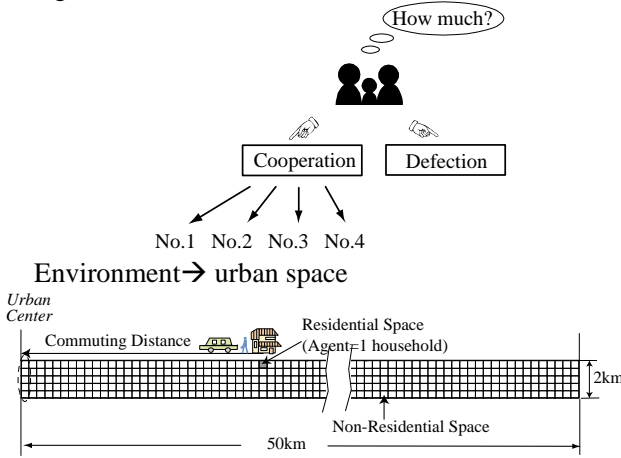 How much?
Cooperation
Defection
No.1 No.2 No.3 No.4
Environment→ urban space
Urban
Center
Commuting Distance
Residential Space
(Agent=1 household)
2km
Non-Residential Space
50km